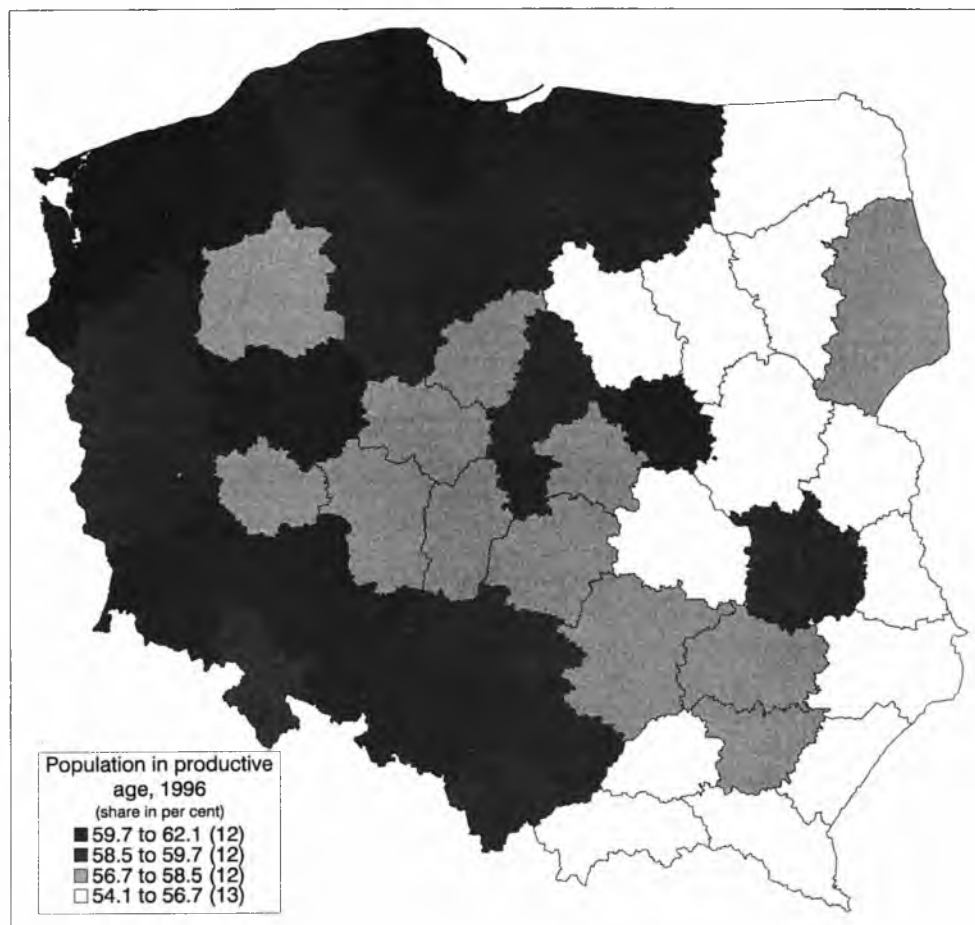 Population in productive
age, 1996
(share in per cent)
59.7 to 62.1 (12)
58.5 to 59.7 (12)
56.7 to 58.5 (12)
54.1 to 56.7 (13)